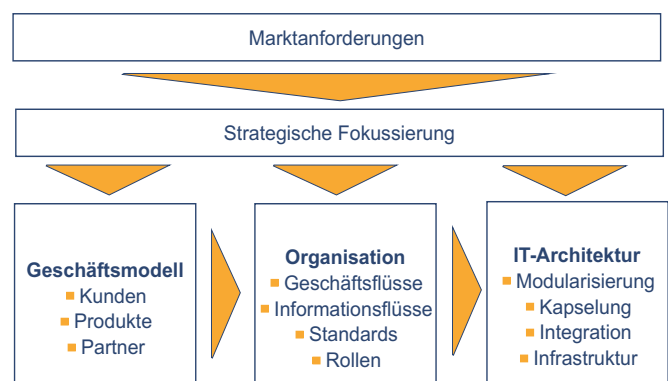 Marktanforderungen
Strategische Fokussierung
Geschäftsmodell
Kunden
Produkte
Partner
Organisation
Geschäftsflüsse
Informationsflüsse
Standards
Rollen
IT-Architektur
Modularisierung
Kapselung
Integration
Infrastruktur